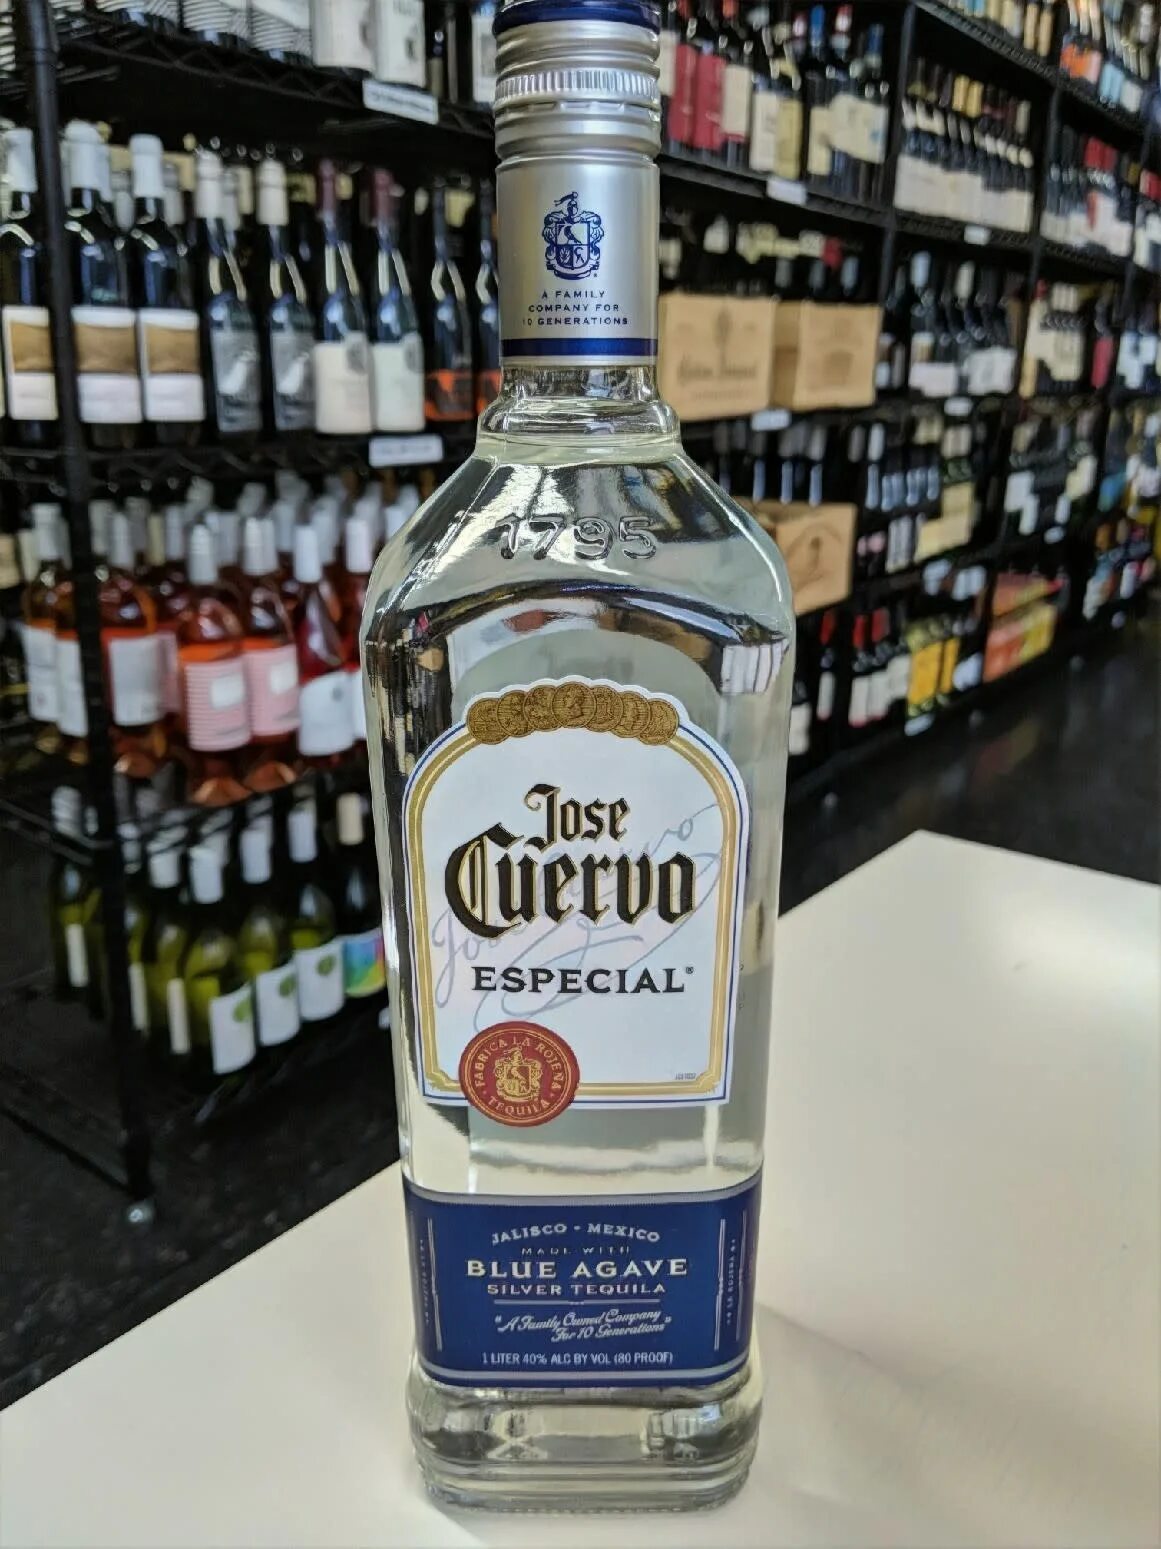 A FAMILY
COMPANY FOR
10 GENERATIONS
1795
Jose
Cuervo
ESPECIAL®
FABRICA LA ROJEÑA
TEQUILA
JALISCO - MEXICO
MADE WITH
BLUE AGAVE
SILVER TEQUILA
"A Family Owned Company
For 10 Generations"
1 LITER 40% ALC BY VOL (80 PROOF)